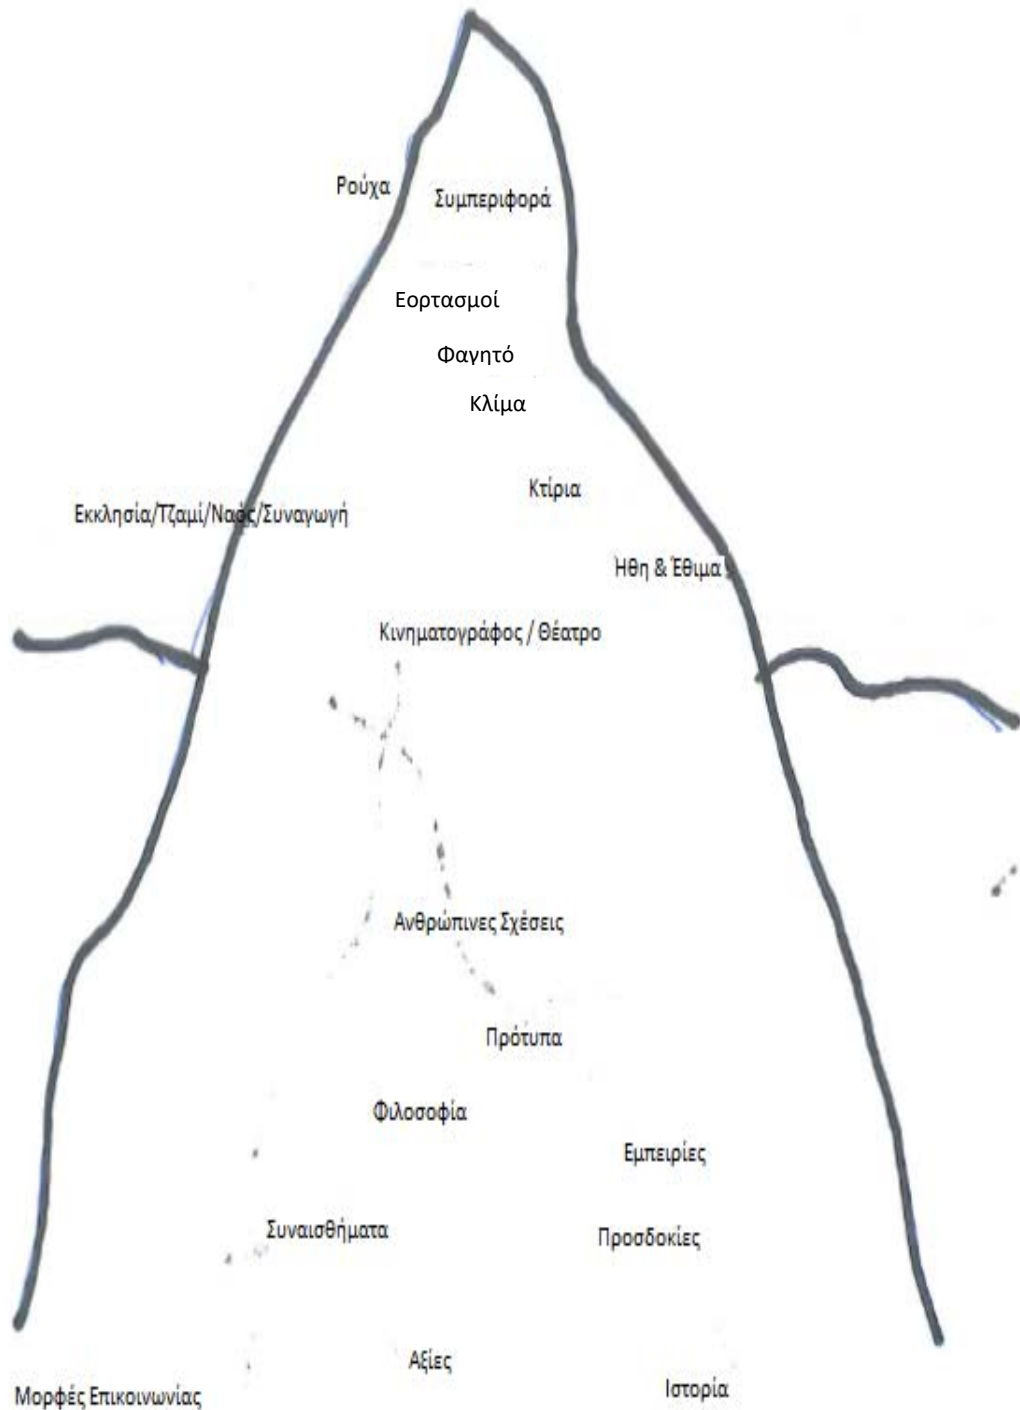 Ρούχα
Συμπεριφορά
Εορτασμοί
Φαγητό
Κλίμα
Κτίρια
Εκκλησία/Τζαμί/Ναός/Συναγωγή
Ήθη & Έθιμα
Κινηματογράφος / Θέατρο
Ανθρώπινες Σχέσεις
Πρότυπα
Φιλοσοφία
Εμπειρίες
Συναισθήματα
Προσδοκίες
Αξίες
Ιστορία
Μορφές Επικοινωνίας